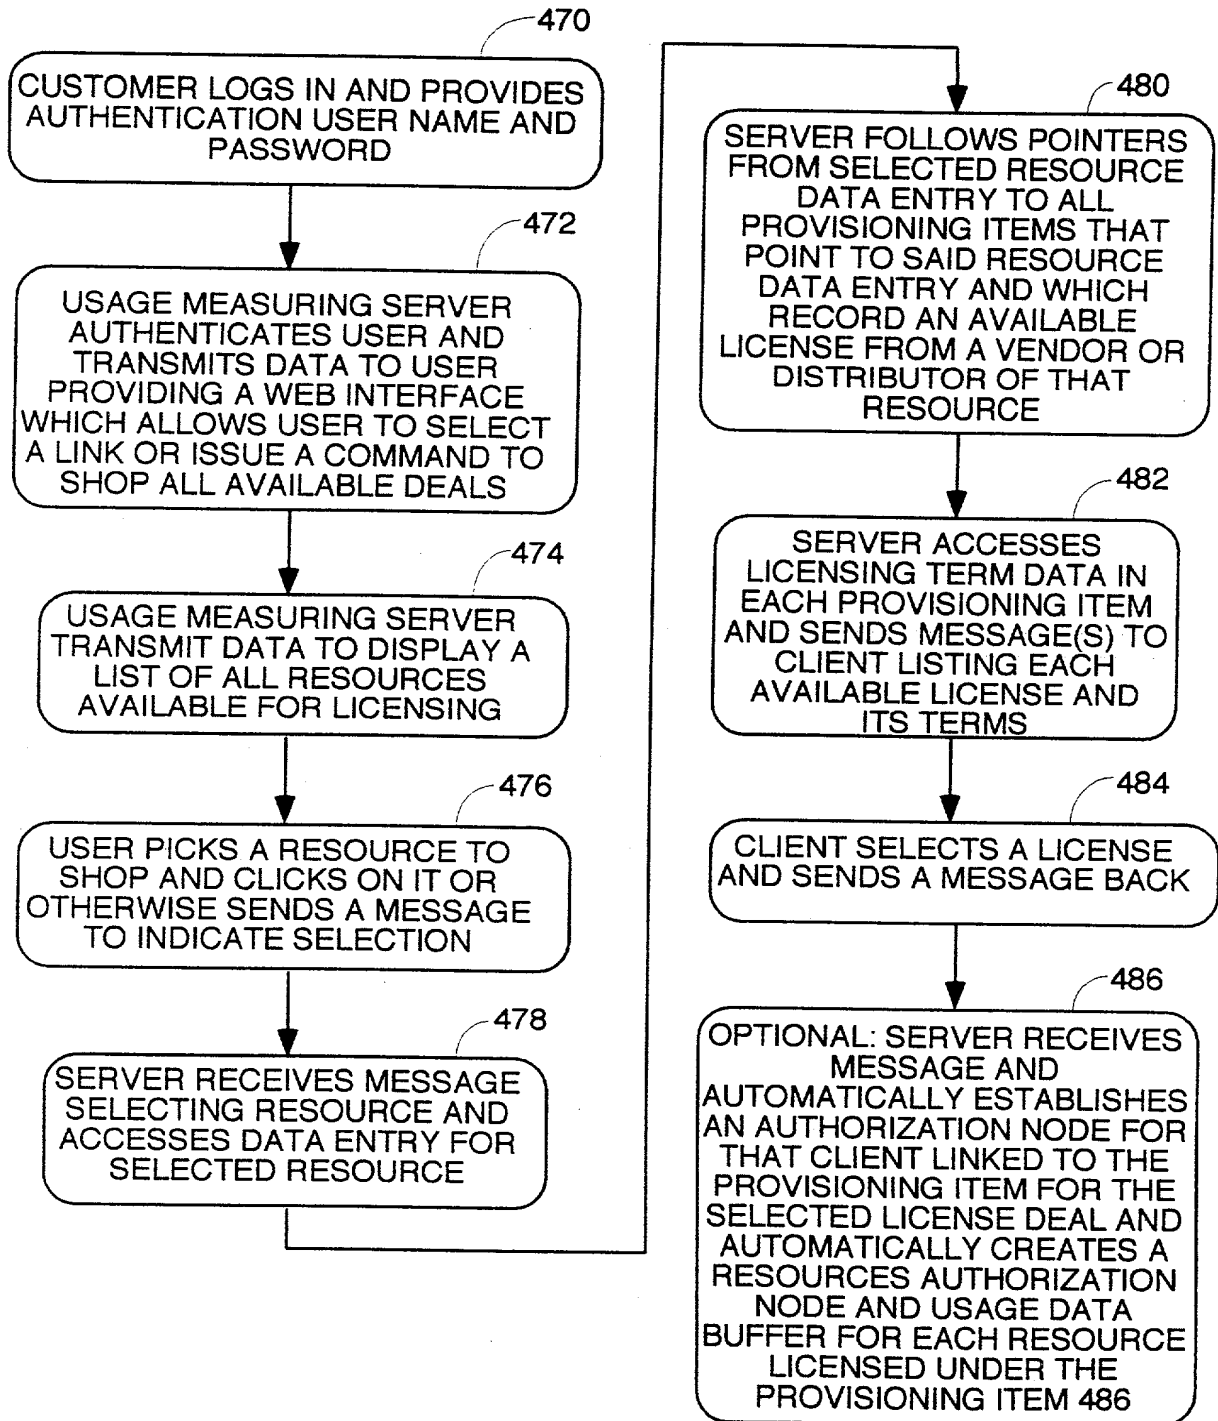 470
CUSTOMER LOGS IN AND PROVIDES
AUTHENTICATION USER NAME AND
PASSWORD
472
USAGE MEASURING SERVER
AUTHENTICATES USER AND
TRANSMITS DATA TO USER
PROVIDING A WEB INTERFACE
WHICH ALLOWS USER TO SELECT
A LINK OR ISSUE A COMMAND TO
SHOP ALL AVAILABLE DEALS
474
USAGE MEASURING SERVER
TRANSMIT DATA TO DISPLAY A
LIST OF ALL RESOURCES
AVAILABLE FOR LICENSING
476
USER PICKS A RESOURCE TO
SHOP AND CLICKS ON IT OR
OTHERWISE SENDS A MESSAGE
TO INDICATE SELECTION
478
SERVER RECEIVES MESSAGE
SELECTING RESOURCE AND
ACCESSES DATA ENTRY FOR
SELECTED RESOURCE
480
SERVER FOLLOWS POINTERS
FROM SELECTED RESOURCE
DATA ENTRY TO ALL
PROVISIONING ITEMS THAT
POINT TO SAID RESOURCE
DATA ENTRY AND WHICH
RECORD AN AVAILABLE
LICENSE FROM A VENDOR OR
DISTRIBUTOR OF THAT
RESOURCE
482
SERVER ACCESSES
LICENSING TERM DATA IN
EACH PROVISIONING ITEM
AND SENDS MESSAGE(S) TO
CLIENT LISTING EACH
AVAILABLE LICENSE AND
ITS TERMS
484
CLIENT SELECTS A LICENSE
AND SENDS A MESSAGE BACK
486
OPTIONAL: SERVER RECEIVES
MESSAGE AND
AUTOMATICALLY ESTABLISHES
AN AUTHORIZATION NODE FOR
THAT CLIENT LINKED TO THE
PROVISIONING ITEM FOR THE
SELECTED LICENSE DEAL AND
AUTOMATICALLY CREATES A
RESOURCES AUTHORIZATION
NODE AND USAGE DATA
BUFFER FOR EACH RESOURCE
LICENSED UNDER THE
PROVISIONING ITEM 486